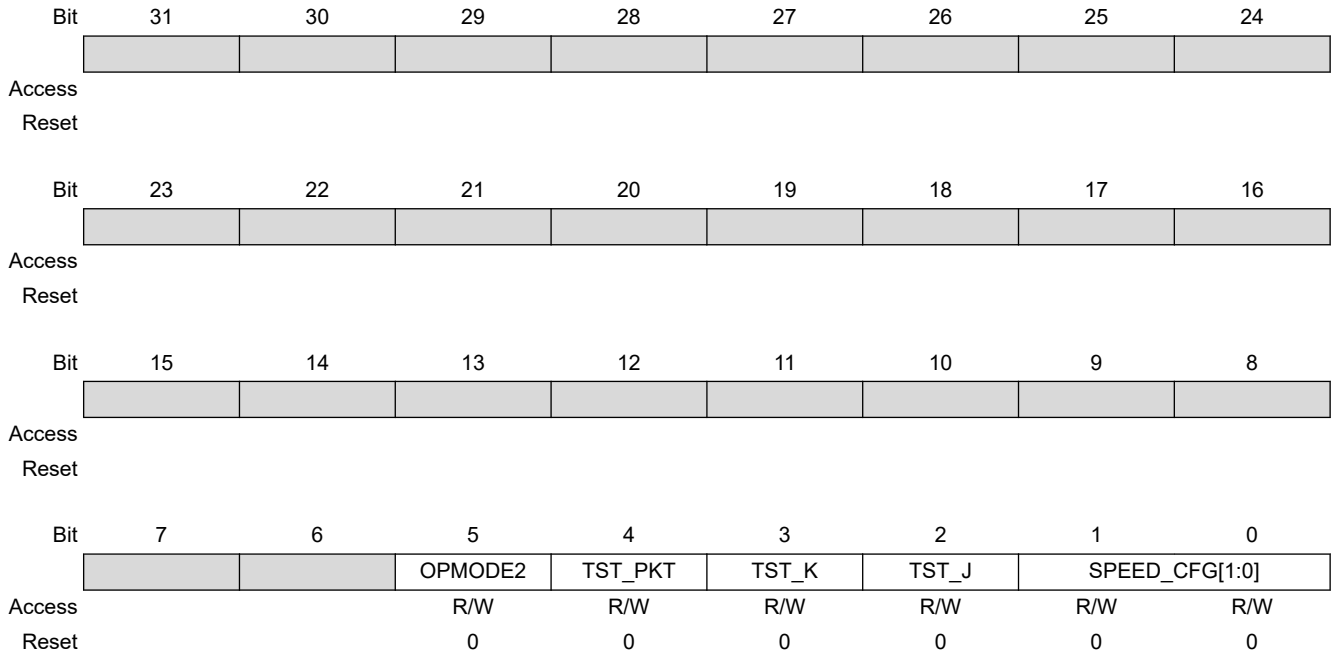 Bit 31 30 29 28 27 26 25 24
Access
Reset
Bit 23 22 21 20 19 18 17 16
Access
Reset
Bit 15 14 13 12 11 10 9 8
Access
Reset
Bit 7 6 5 4 3 2 1 0
OPMODE2 TST_PKT TST_K TST_J SPEED_CFG[1:0]
Access R/W R/W R/W R/W R/W R/W
Reset 0 0 0 0 0 0